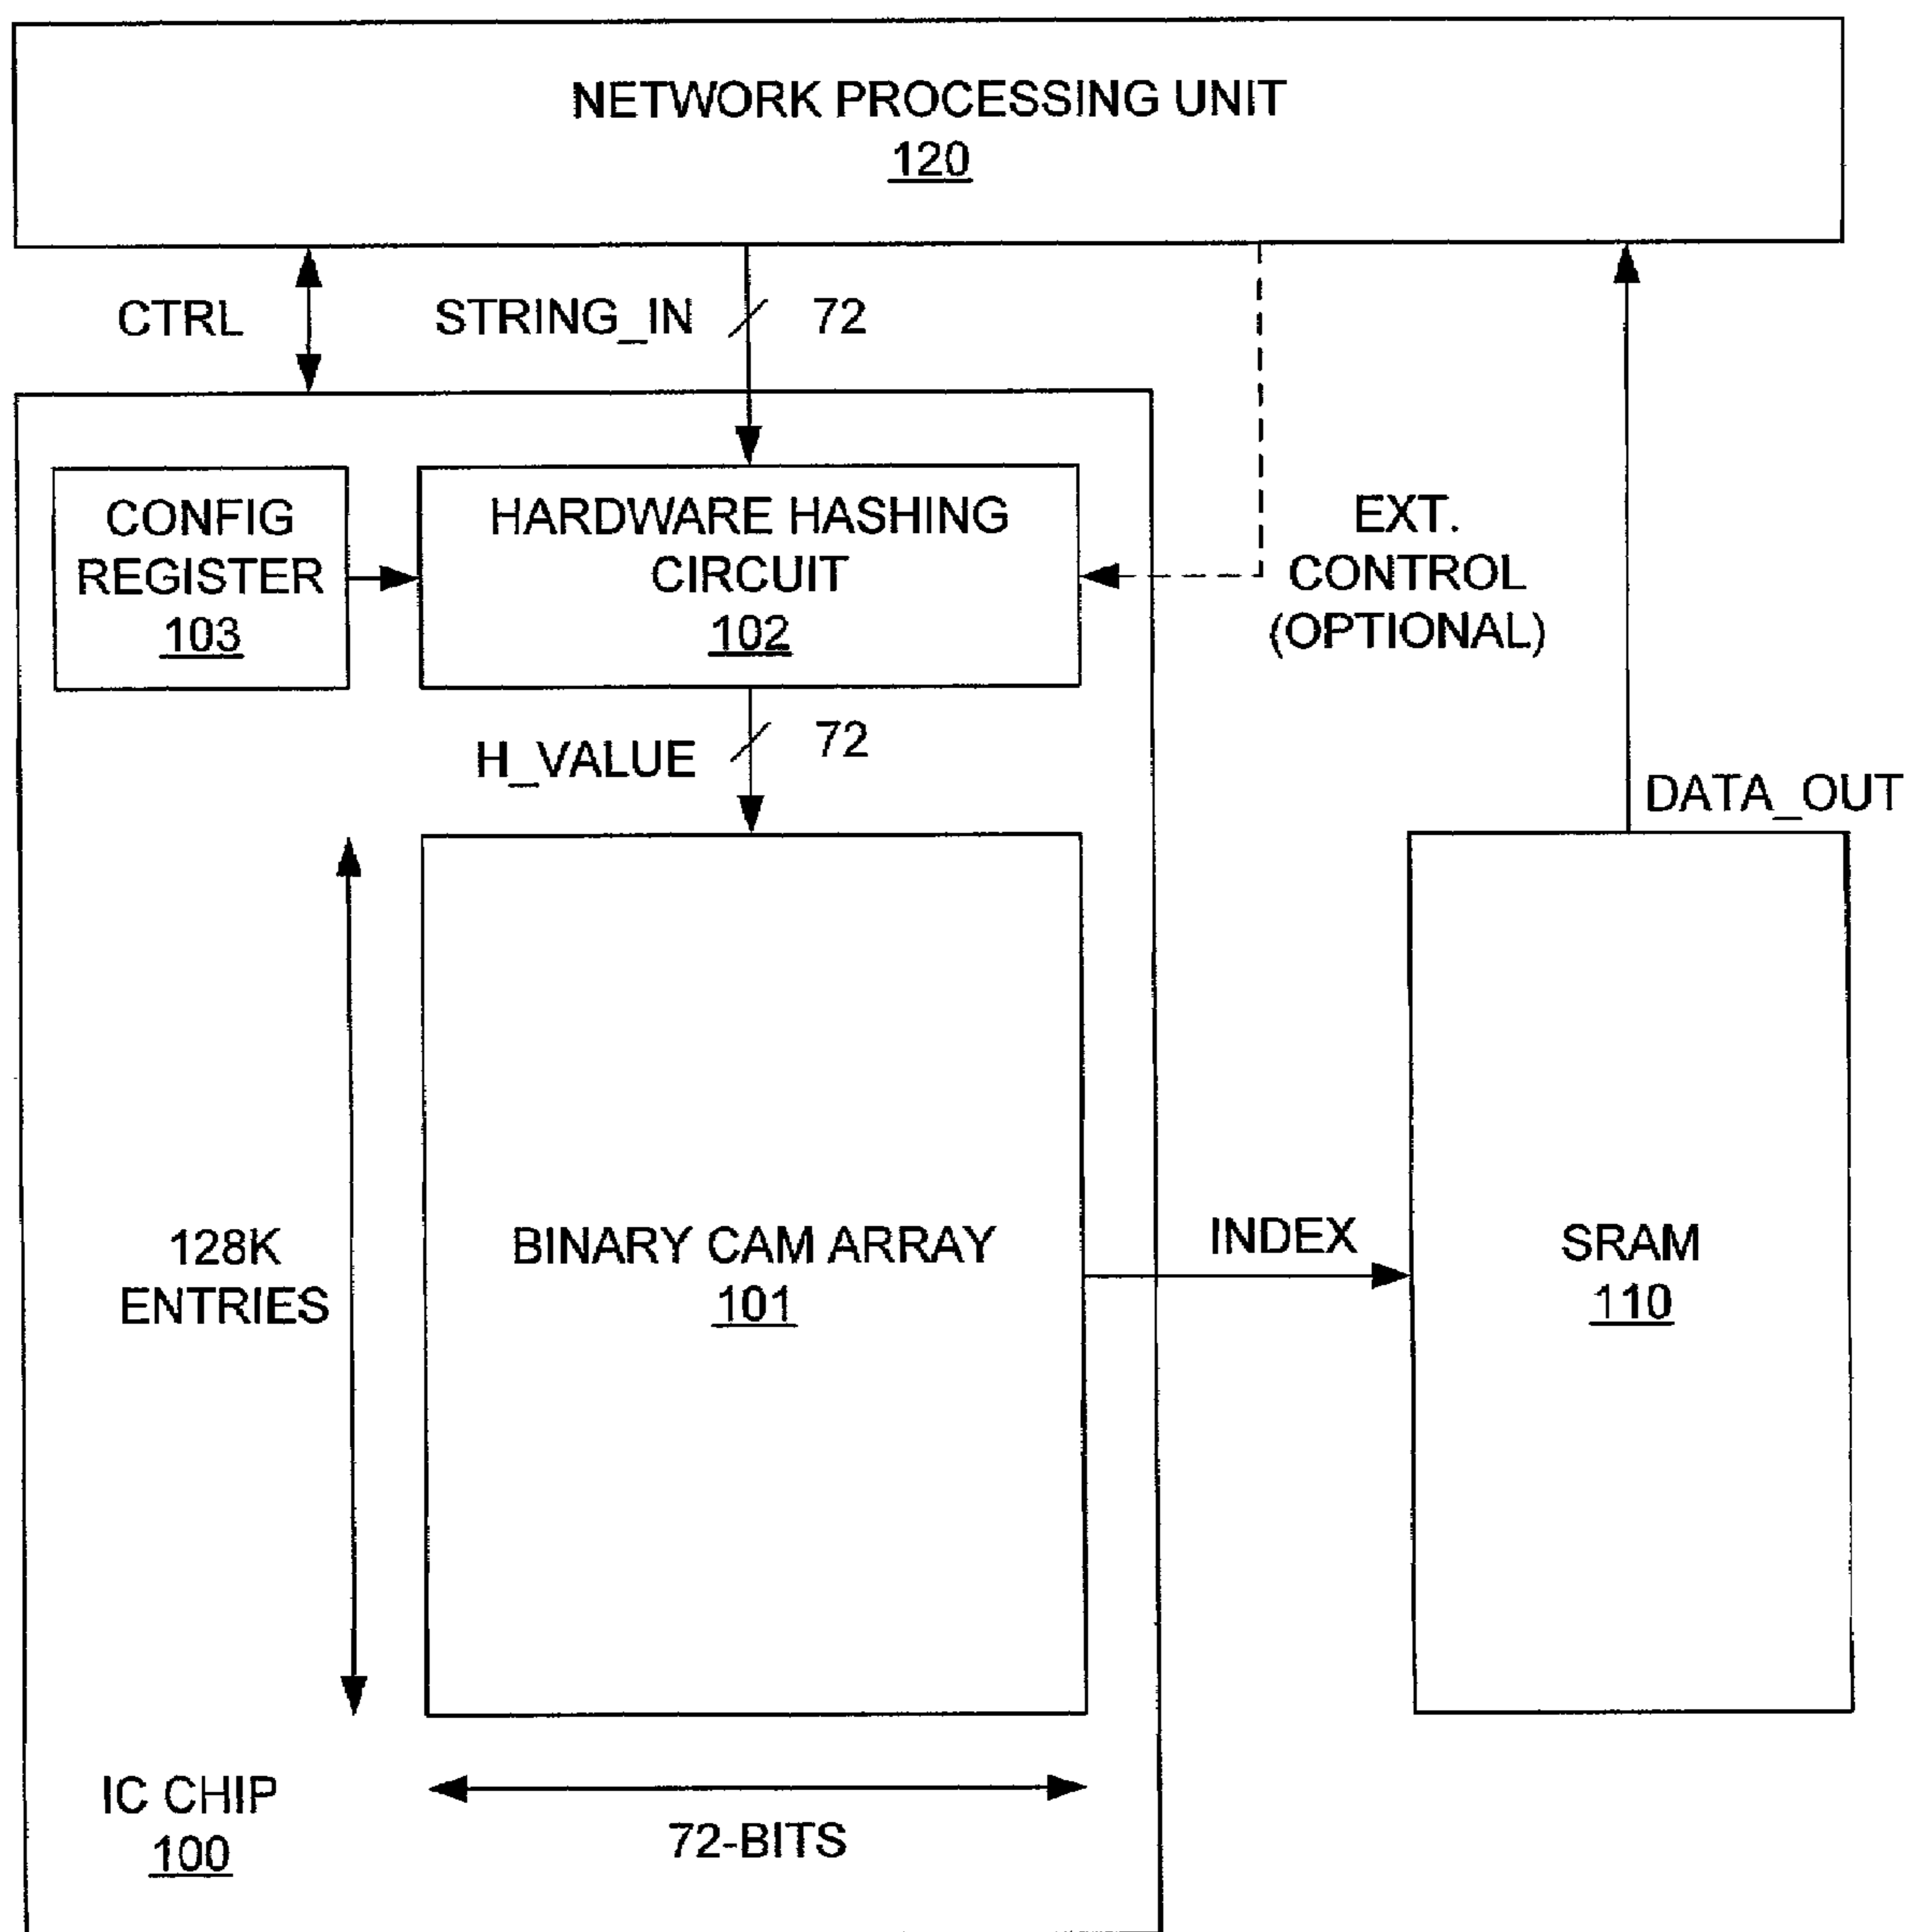 NETWORK PROCESSING UNIT
120
CTRL
STRING_IN
72
CONFIG
REGISTER
103
HARDWARE HASHING
CIRCUIT
102
EXT.
CONTROL
(OPTIONAL)
H_VALUE
72
DATA_OUT
128K
ENTRIES
BINARY CAM ARRAY
101
INDEX
SRAM
110
IC CHIP
100
72-BITS